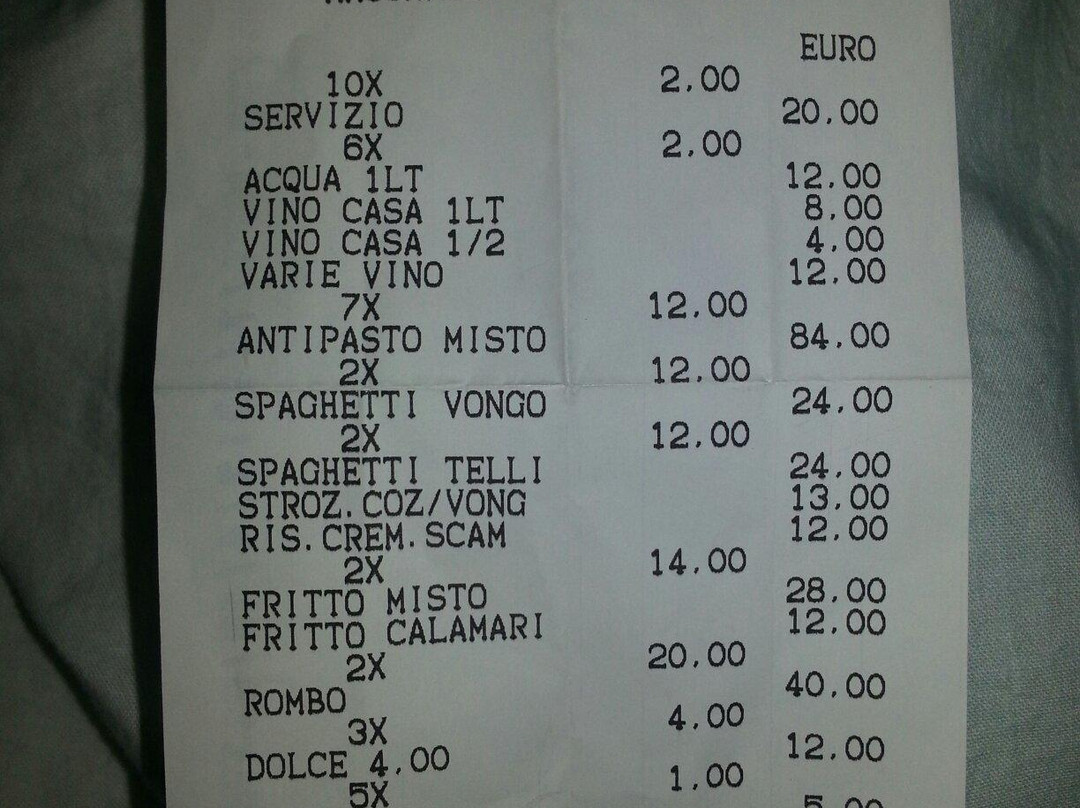 EURO
10X 2.00
SERVIZIO 20.00
6X 2.00
ACQUA 1LT 12.00
VINO CASA 1LT 8.00
VINO CASA 1/2 4.00
VARIE VINO 12.00
7X 12.00
ANTIPASTO MISTO 84.00
2X 12.00
SPAGHETTI VONGO 24.00
2X 12.00
SPAGHETTI TELLI 24.00
STROZ.COZ/VONG 13.00
RIS.CREM.SCAM 12.00
2X 14.00
FRITTO MISTO 28.00
FRITTO CALAMARI 12.00
2X 20.00
ROMBO 40.00
3X 4.00
DOLCE 4.00 12.00
5X 1.00
5.00